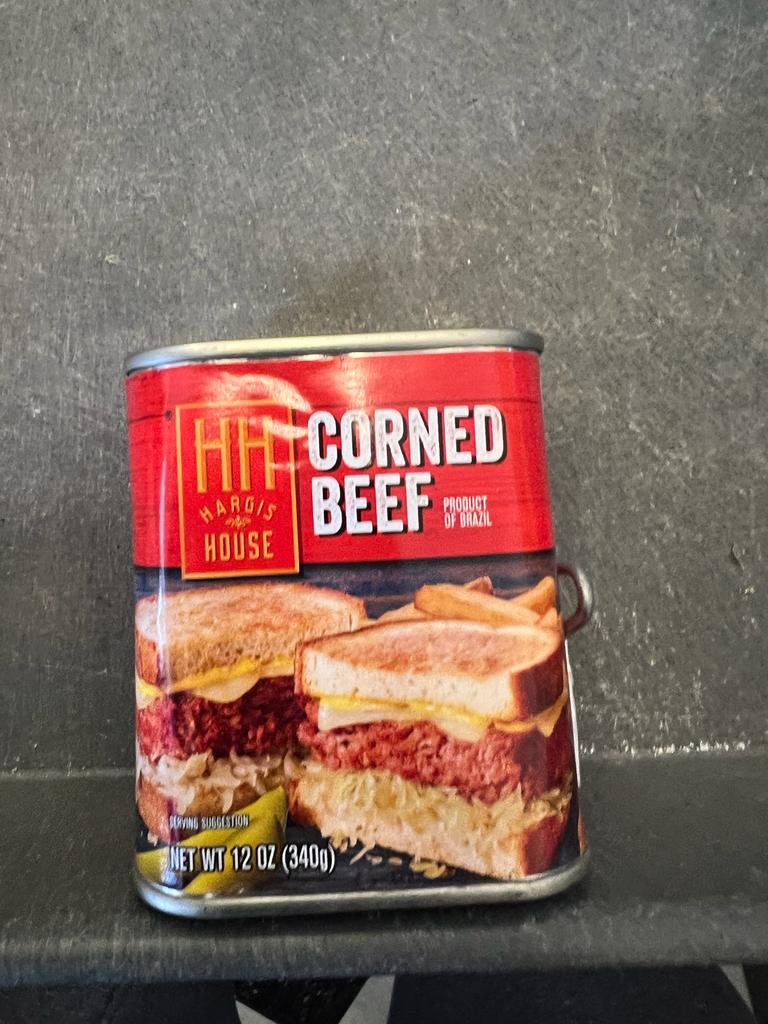 HH
HARGIS
HOUSE
CORNED
BEEF
PRODUCT
OF BRAZIL
SERVING SUGGESTION
NET WT 12 OZ (340g)